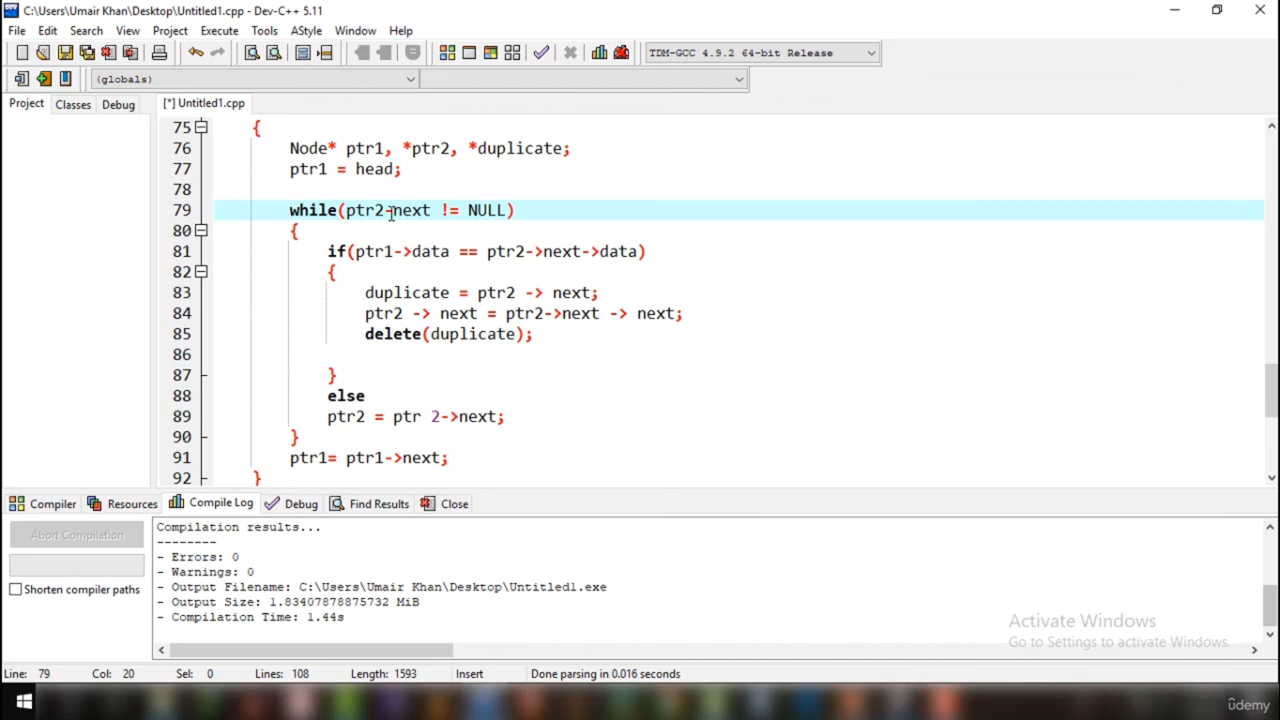 C:\Users\Umair Khan\Desktop\Untitled1.cpp - Dev-C++ 5.11
File Edit Search View Project Execute Tools AStyle Window Help
TDM-GCC 4.9.2 64-bit Release
(globals)
Project Classes Debug [*] Untitled1.cpp
75 {
76 Node* ptr1, *ptr2, *duplicate;
77 ptr1 = head;
78
79 while(ptr2-next != NULL)
80 {
81 if(ptr1->data == ptr2->next->data)
82 {
83 duplicate = ptr2 -> next;
84 ptr2 -> next = ptr2->next -> next;
85 delete(duplicate);
86
87 }
88 else
89 ptr2 = ptr 2->next;
90 }
91 ptr1= ptr1->next;
92 }
Compiler Resources Compile Log Debug Find Results Close
Abort Compilation
Shorten compiler paths
Compilation results...
--------
- Errors: 0
- Warnings: 0
- Output Filename: C:\Users\Umair Khan\Desktop\Untitled1.exe
- Output Size: 1.83407878875732 MiB
- Compilation Time: 1.44s
Activate Windows
Go to Settings to activate Windows.
Line: 79 Col: 20 Sel: 0 Lines: 108 Length: 1593 Insert Done parsing in 0.016 seconds
ûdemy